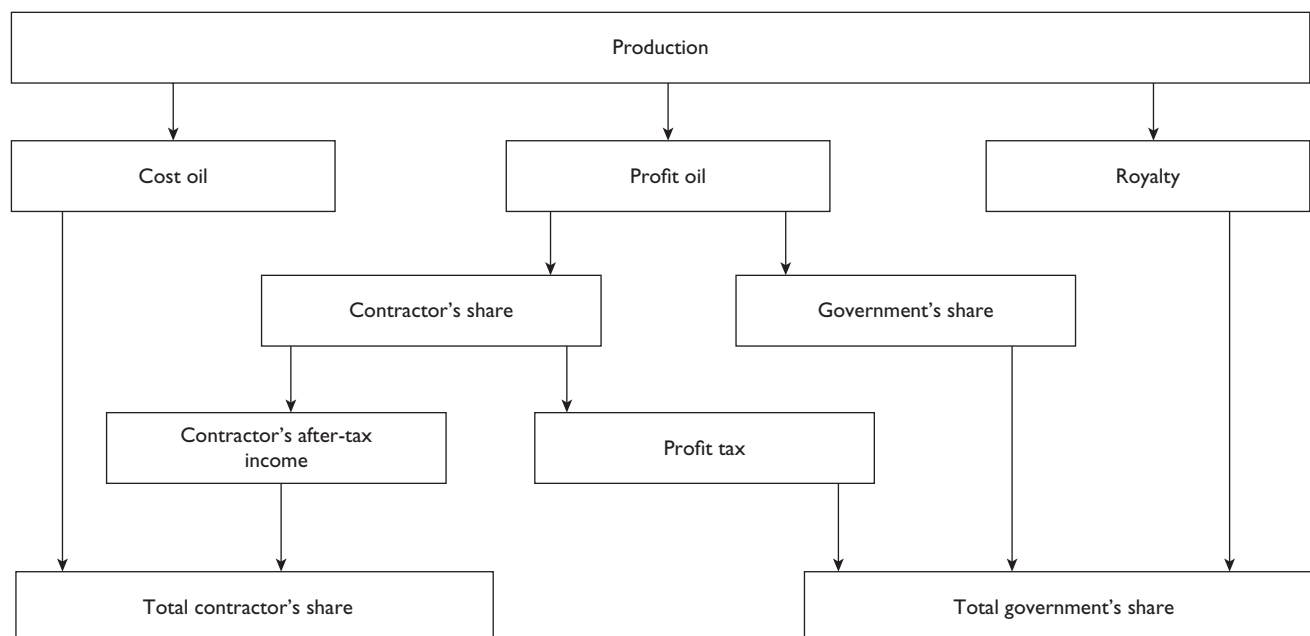 Production
Cost oil
Profit oil
Royalty
Contractor’s share
Government’s share
Contractor’s after-tax
income
Profit tax
Total contractor’s share
Total government’s share